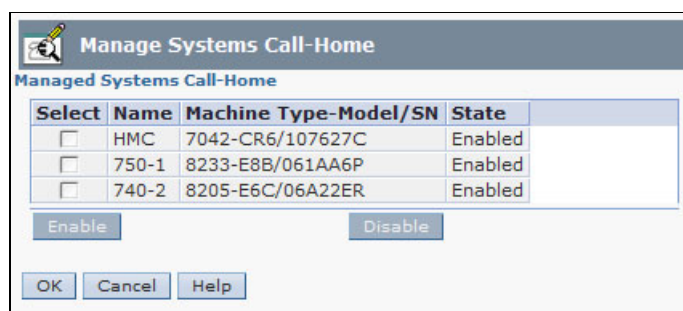 Manage Systems Call-Home
Managed Systems Call-Home
Select Name Machine Type-Model/SN State
HMC 7042-CR6/107627C Enabled
750-1 8233-E8B/061AA6P Enabled
740-2 8205-E6C/06A22ER Enabled
Enable Disable
OK Cancel Help